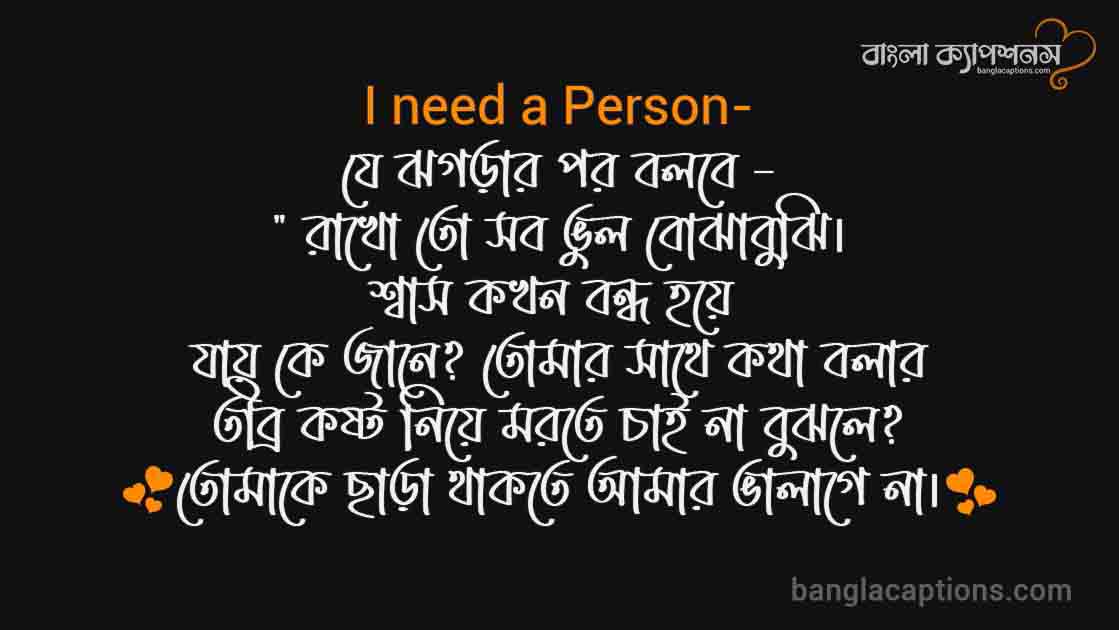 বাংলা ক্যাপশনস
banglacaptions.com
I need a Person-
যে ঝগড়ার পর বলবে –
" রাখো তো সব ভুল বোঝাবুঝি।
শ্বাস কখন বন্ধ হয়ে
যায় কে জানে? তোমার সাথে কথা বলার
তীব্র কষ্ট নিয়ে মরতে চাই না বুঝলে?
তোমাকে ছাড়া থাকতে আমার ভালাগে না।
banglacaptions.com